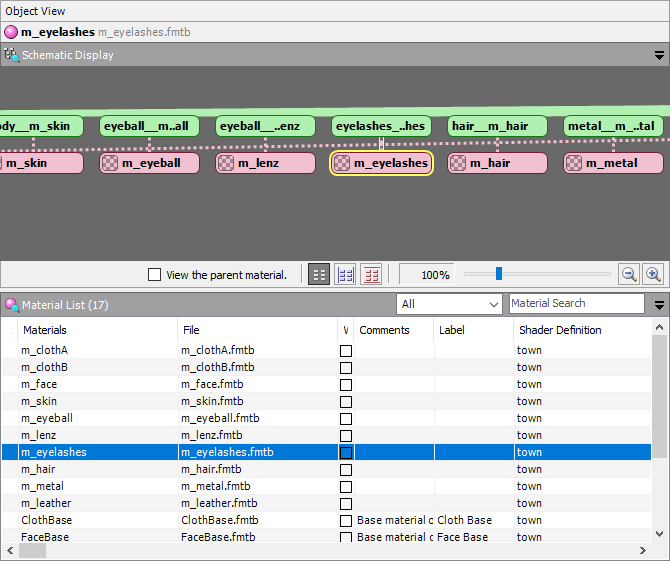 Object View
m_eyelashes m_eyelashes.fmtb
Schematic Display
ody__m_skin eyeball__m..all eyeball__..enz eyelashes_..hes hair__m_hair metal__m_..tal
m_skin m_eyeball m_lenz m_eyelashes m_hair m_metal
View the parent material. 100%
Material List (17) All Material Search
Materials File Comments Label Shader Definition
m_clothA m_clothA.fmtb town
m_clothB m_clothB.fmtb town
m_face m_face.fmtb town
m_skin m_skin.fmtb town
m_eyeball m_eyeball.fmtb town
m_lenz m_lenz.fmtb town
m_eyelashes m_eyelashes.fmtb town
m_hair m_hair.fmtb town
m_metal m_metal.fmtb town
m_leather m_leather.fmtb town
ClothBase ClothBase.fmtb Base material o Cloth Base town
FaceBase FaceBase.fmtb Base material o Face Base town